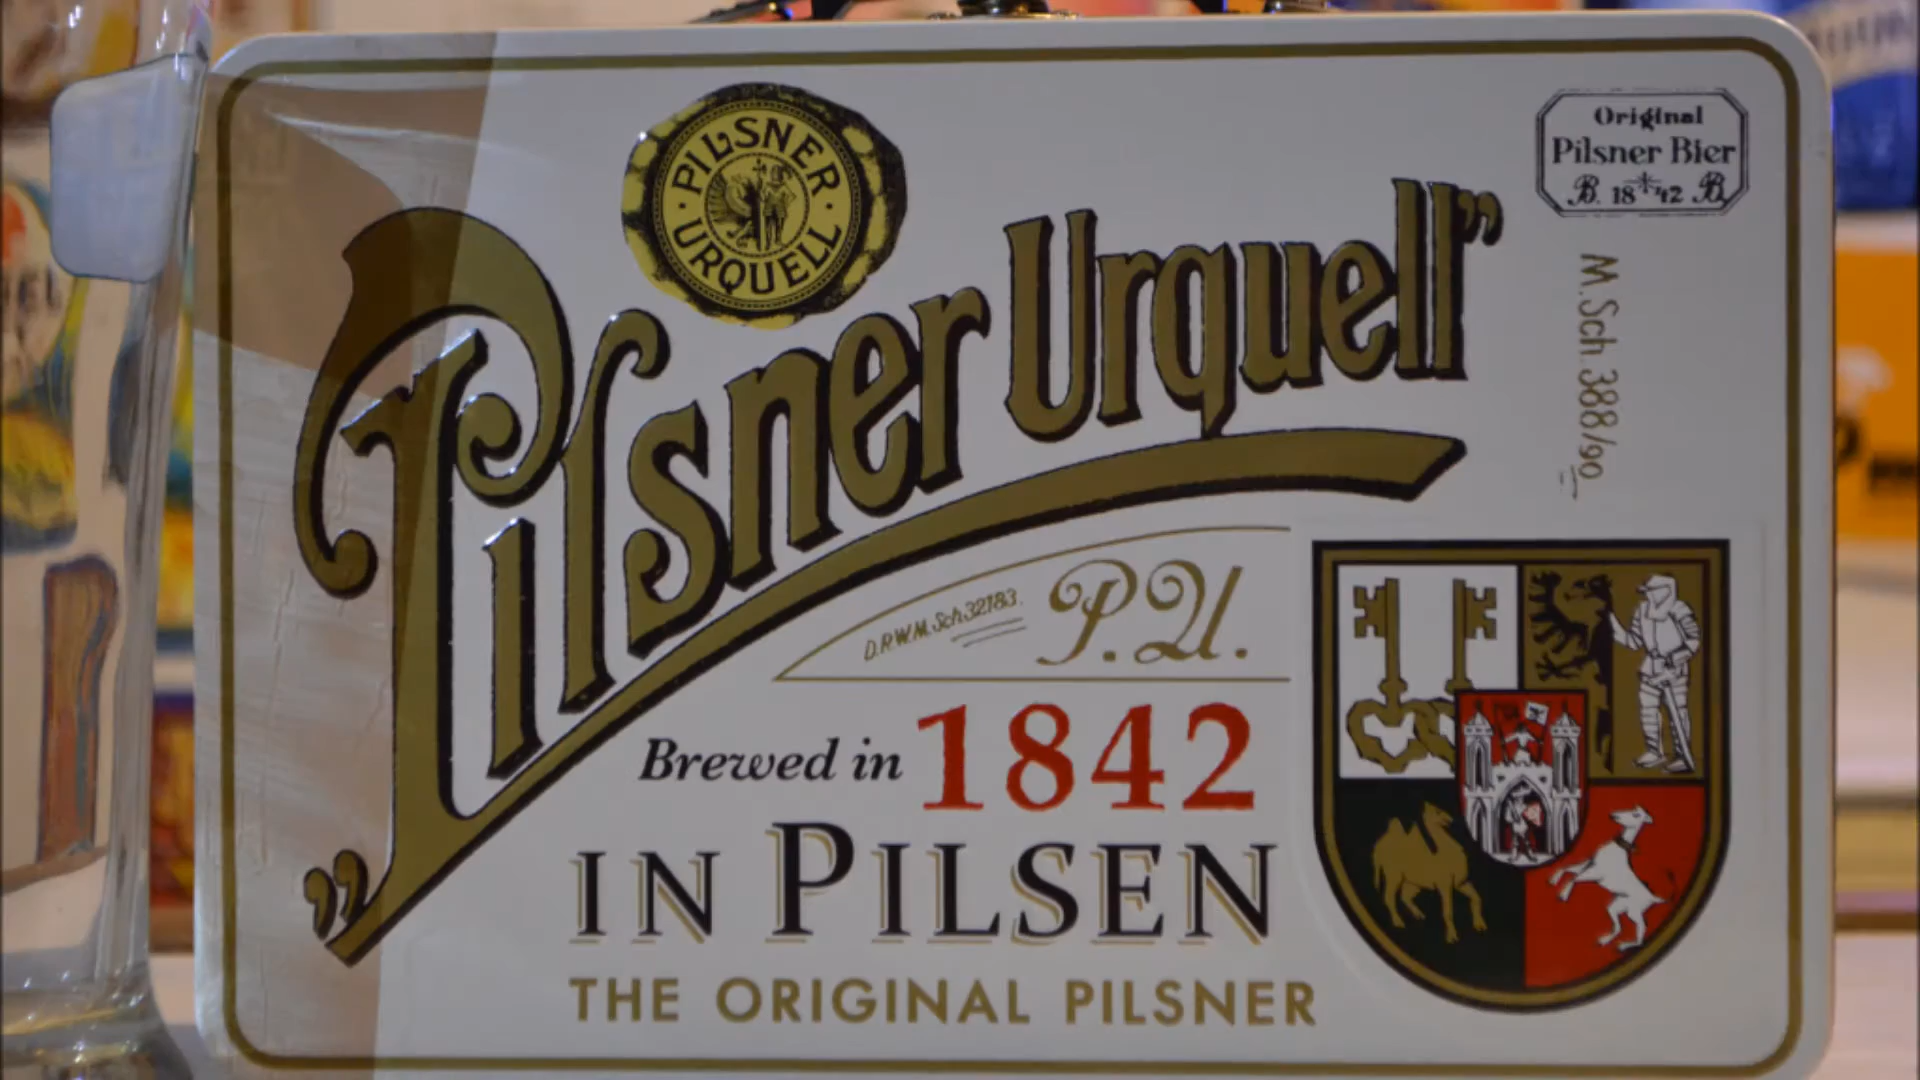 PILSNER
URQUELL
Original
Pilsner Bier
B. 18 42 B
„Pilsner Urquell”
M.Sch.388/90
D.R.W.M.Sch.32183.
P.U.
Brewed in 1842
IN PILSEN
THE ORIGINAL PILSNER